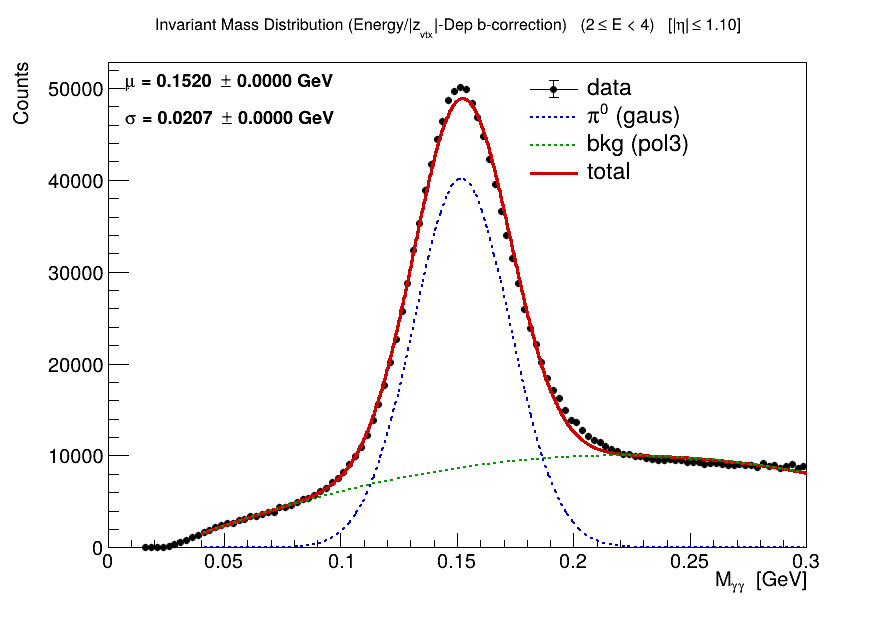 Invariant Mass Distribution (Energy/|z_vtx|-Dep b-correction) (2 ≤ E < 4) [|η| ≤ 1.10]
Counts
μ = 0.1520 ± 0.0000 GeV
σ = 0.0207 ± 0.0000 GeV
data
π⁰ (gaus)
bkg (pol3)
total
50000
40000
30000
20000
10000
0
0 0.05 0.1 0.15 0.2 0.25 0.3
M_γγ [GeV]